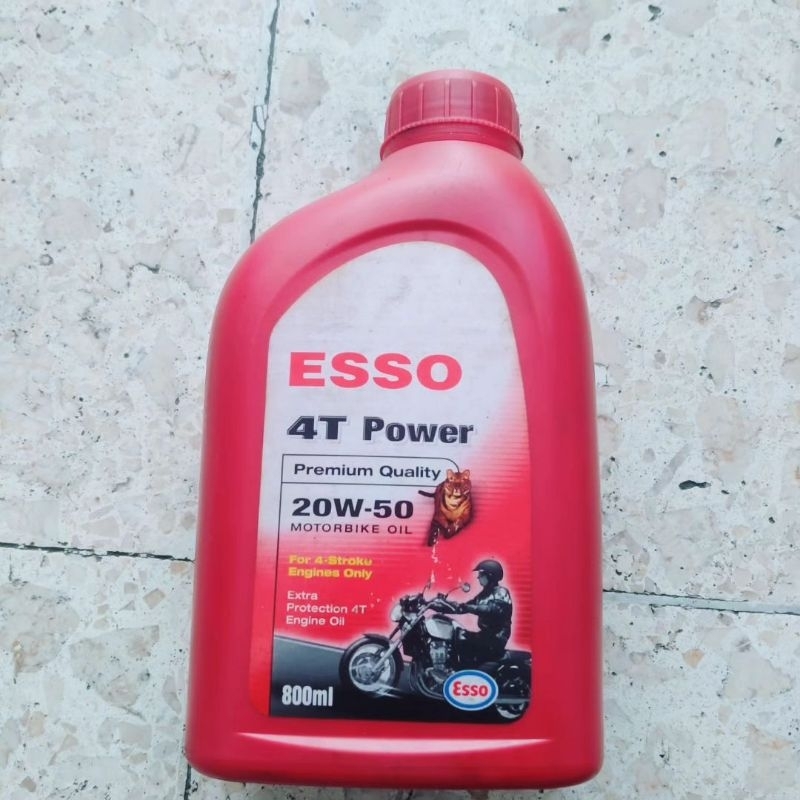 ESSO
4T Power
Premium Quality
20W-50
MOTORBIKE OIL
For 4-Stroke
Engines Only
Extra
Protection 4T
Engine Oil
800ml
Esso